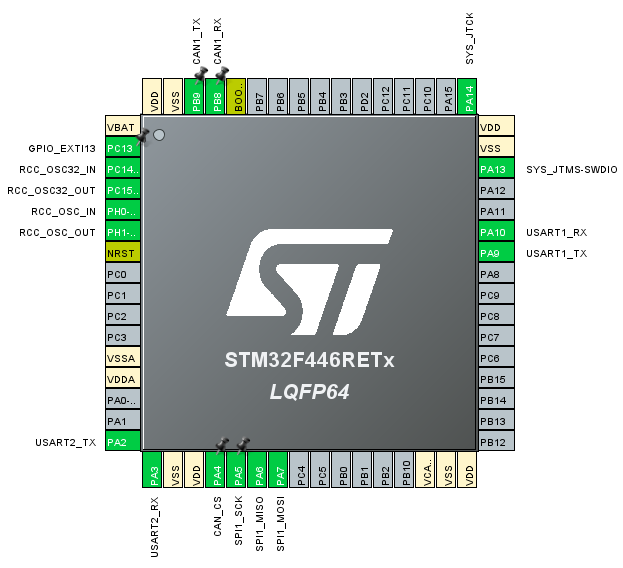 CAN1_TX
CAN1_RX
SYS_JTCK
VDD
VSS
PB9
PB8
BOO..
PB7
PB6
PB5
PB4
PB3
PD2
PC12
PC11
PC10
PA15
PA14
VBAT
GPIO_EXTI13 PC13
RCC_OSC32_IN PC14..
RCC_OSC32_OUT PC15..
RCC_OSC_IN PH0-..
RCC_OSC_OUT PH1-..
NRST
PC0
PC1
PC2
PC3
VSSA
VDDA
PA0-..
PA1
USART2_TX PA2
STM32F446RETx
LQFP64
VDD
VSS
PA13 SYS_JTMS-SWDIO
PA12
PA11
PA10 USART1_RX
PA9 USART1_TX
PA8
PC9
PC8
PC7
PC6
PB15
PB14
PB13
PB12
PA3
VSS
VDD
PA4
PA5
PA6
PA7
PC4
PC5
PB0
PB1
PB2
PB10
VCA..
VSS
VDD
USART2_RX
CAN_CS
SPI1_SCK
SPI1_MISO
SPI1_MOSI